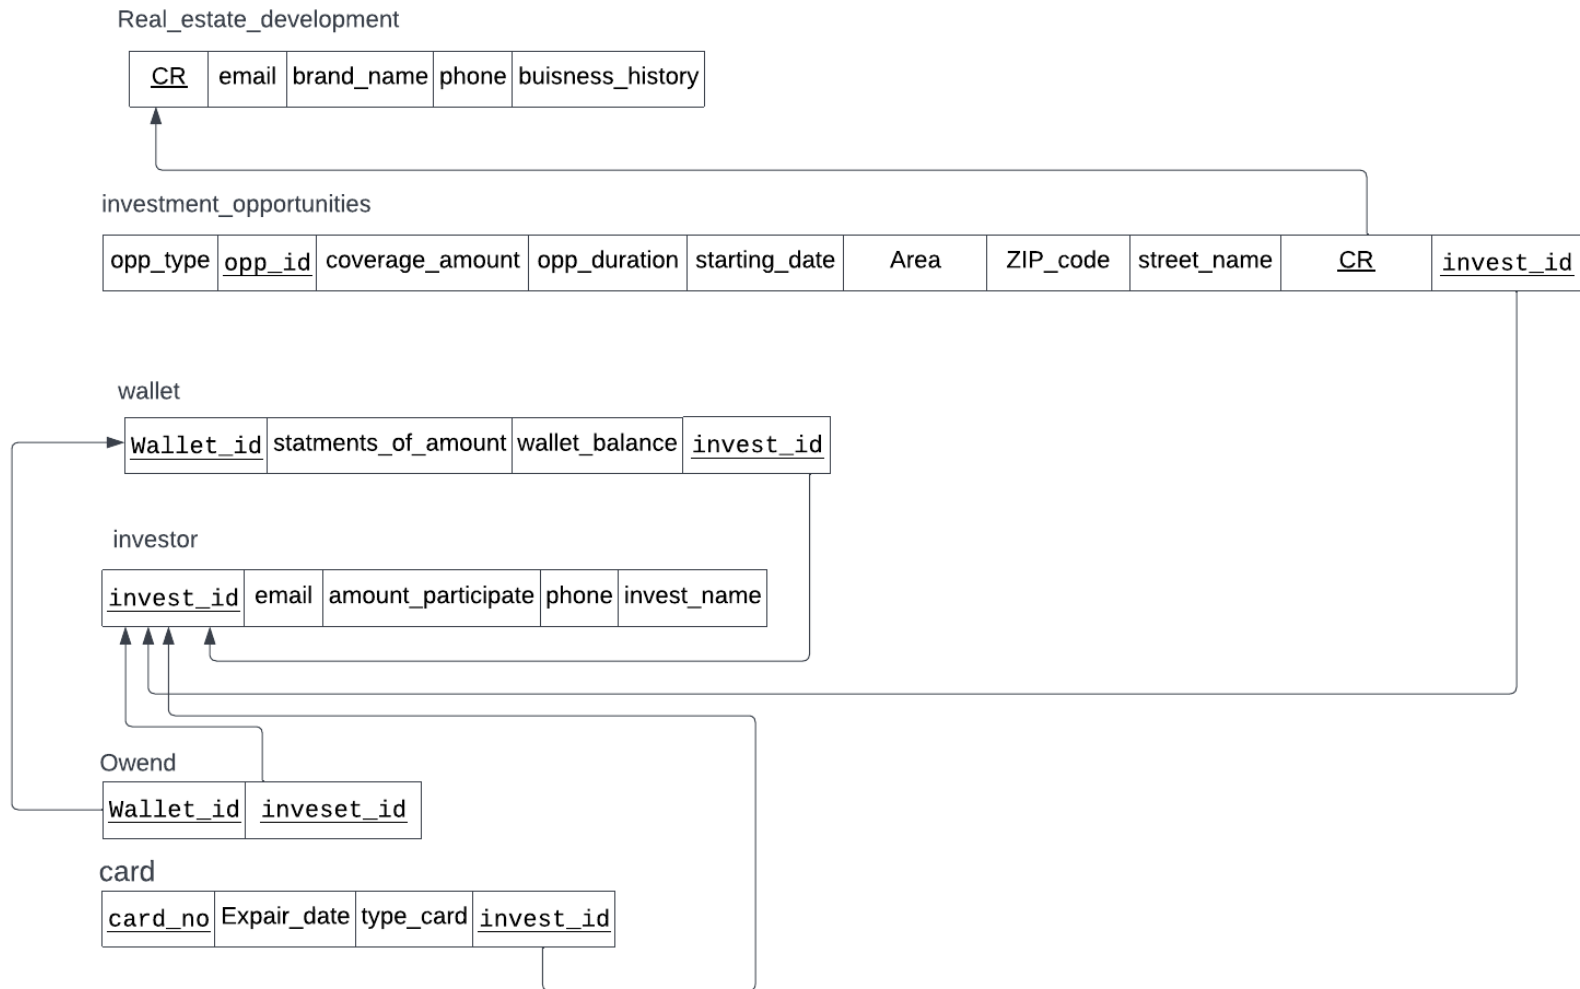 Real_estate_development
CR email brand_name phone buisness_history
investment_opportunities
opp_type opp_id coverage_amount opp_duration starting_date Area ZIP_code street_name CR invest_id
wallet
Wallet_id statments_of_amount wallet_balance invest_id
investor
invest_id email amount_participate phone invest_name
Owend
Wallet_id inveset_id
card
card_no Expair_date type_card invest_id